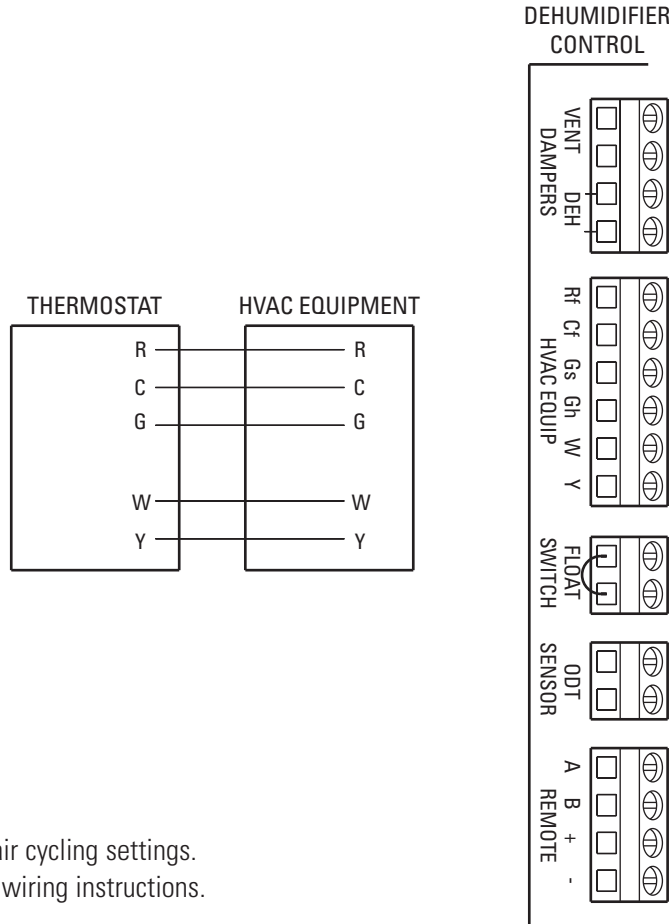 DEHUMIDIFIER
CONTROL
VENT DEH
DAMPERS
THERMOSTAT
HVAC EQUIPMENT
R R
C C
G G
W W
Y Y
Rf Cf Gs Gh W Y
HVAC EQUIP
FLOAT
SWITCH
ODT
SENSOR
A B + -
REMOTE
air cycling settings.
wiring instructions.